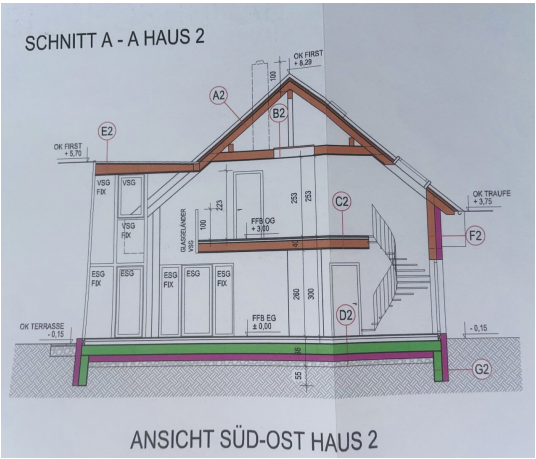 SCHNITT A - A HAUS 2
OK FIRST
+ 8.20
100
A2
B2
E2
OK FIRST
+ 5,70
VSG
FIX
VSG
VSG
FIX
223
100
GLASGELÄNDER
VSG
253
253
C2
FFB OG
+ 3,00
40
OK TRAUFE
+ 3,75
F2
ESG
FIX
ESG
ESG
FIX
ESG
ESG
FIX
260
300
FFB EG
± 0,00
D2
OK TERRASSE
- 0,15
- 0,15
55
G2
ANSICHT SÜD-OST HAUS 2